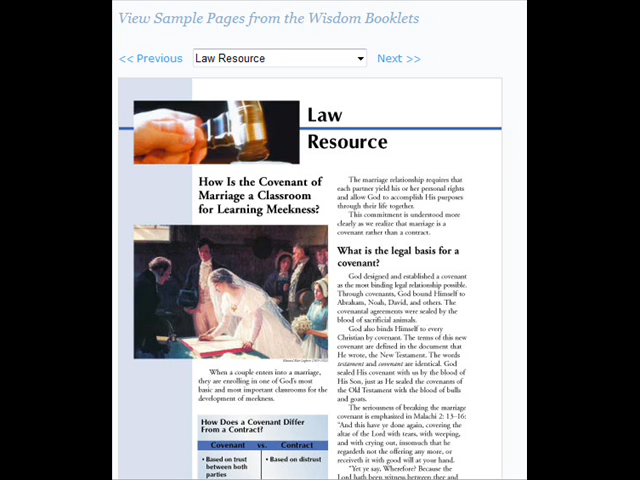 View Sample Pages from the Wisdom Booklets
<< Previous
Law Resource
Next >>
Law
Resource
How Is the Covenant of
Marriage a Classroom
for Learning Meekness?
When a couple enters into a marriage,
they are enrolling in one of God's most
basic and most important classrooms for the
development of meekness.
How Does a Covenant Differ
From a Contract?
Covenant vs. Contract
• Based on trust
between both
parties
• Based on distrust
The marriage relationship requires that
each partner yield his or her personal rights
and allow God to accomplish His purposes
through their life together.
This commitment is understood more
clearly as we realize that marriage is a
covenant rather than a contract.
What is the legal basis for a
covenant?
God designed and established a covenant
as the most binding legal relationship possible.
Through covenants, God bound Himself to
Abraham, Noah, David, and others. The
covenantal agreements were sealed by the
blood of sacrificial animals.
God also binds Himself to every
Christian by covenant. The terms of this new
covenant are defined in the document that
He wrote, the New Testament. The words
testament and covenant are identical. God
sealed His covenant with us by the blood of
His Son, just as He sealed the covenants of
the Old Testament with the blood of bulls
and goats.
The seriousness of breaking the marriage
covenant is emphasized in Malachi 2: 13–16:
"And this have ye done again, covering the
altar of the Lord with tears, with weeping,
and with crying out, insomuch that he
regardeth not the offering any more, or
receiveth it with good will at your hand.
"Yet ye say, Wherefore? Because the
Lord hath been witness between thee and